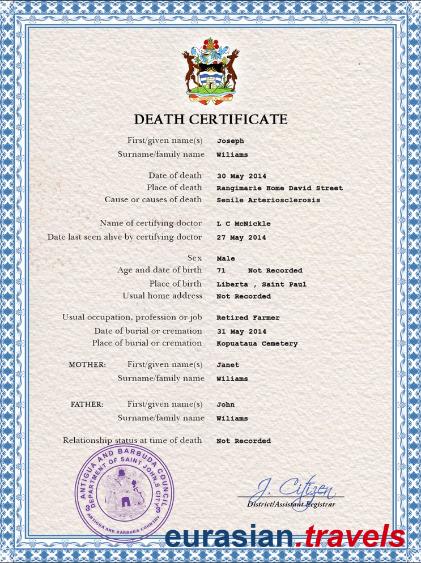 DEATH CERTIFICATE
First/given name(s) Joseph
Surname/family name Wiliams
Date of death 30 May 2014
Place of death Rangimarie Home David Street
Cause or causes of death Senile Arteriosclerosis
Name of certifying doctor L C McNickle
Date last seen alive by certifying doctor 27 May 2014
Sex Male
Age and date of birth 71 Not Recorded
Place of birth Liberta , Saint Paul
Usual home address Not Recorded
Usual occupation, profession or job Retired Farmer
Date of burial or cremation 31 May 2014
Place of burial or cremation Kopuataua Cemetery
MOTHER: First/given name(s) Janet
Surname/family name Wiliams
FATHER: First/given name(s) John
Surname/family name Wiliams
Relationship status at time of death Not Recorded
ANTIGUA AND BARBUDA COUNCIL
DEPARTMENT OF SAINT JOHN,S CITY
ANTIGUA AND BARBUDA COUNCIL
J. Citizen
District/Assistant Registrar
eurasian.travels